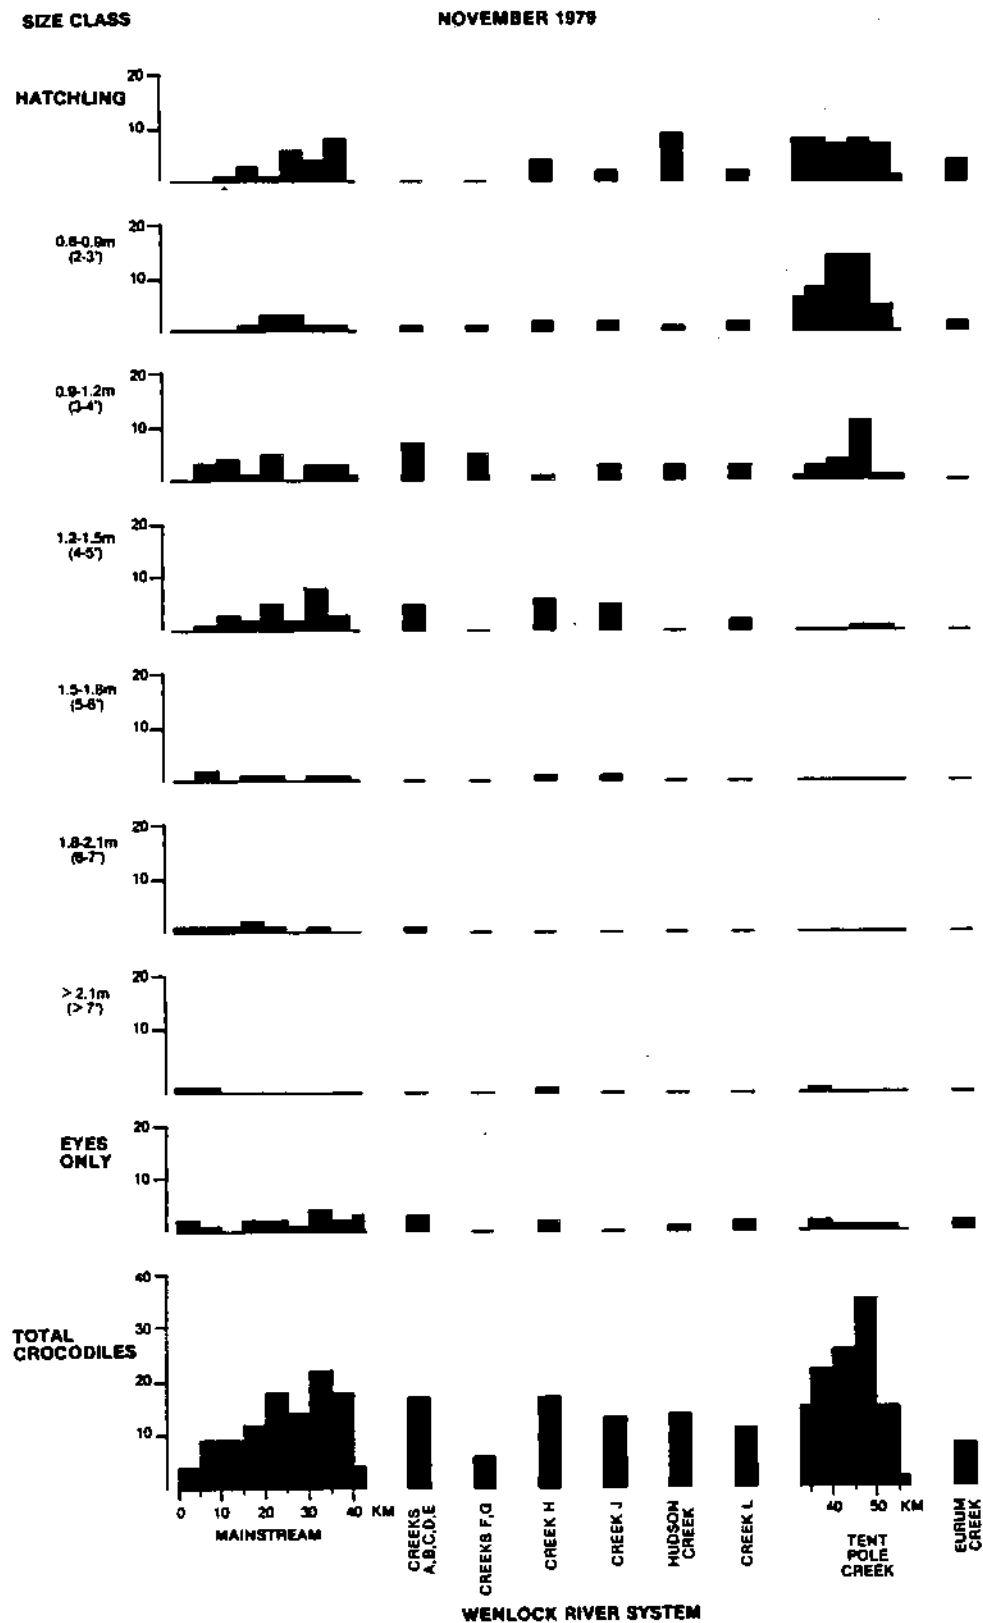 SIZE CLASS
NOVEMBER 1979
HATCHLING
20
10
0.6-0.9m
(2-3')
20
10
0.9-1.2m
(3-4')
20
10
1.2-1.5m
(4-5')
20
10
1.5-1.8m
(5-6')
20
10
1.8-2.1m
(6-7')
20
10
> 2.1m
(> 7')
20
10
EYES
ONLY
20
10
TOTAL
CROCODILES
40
30
20
10
0 10 20 30 40 KM
MAINSTREAM
CREEKS
A,B,C,D,E
CREEKS F,G
CREEK H
CREEK J
HUDSON
CREEK
CREEK L
40 50 KM
TENT
POLE
CREEK
EURUM
CREEK
WENLOCK RIVER SYSTEM